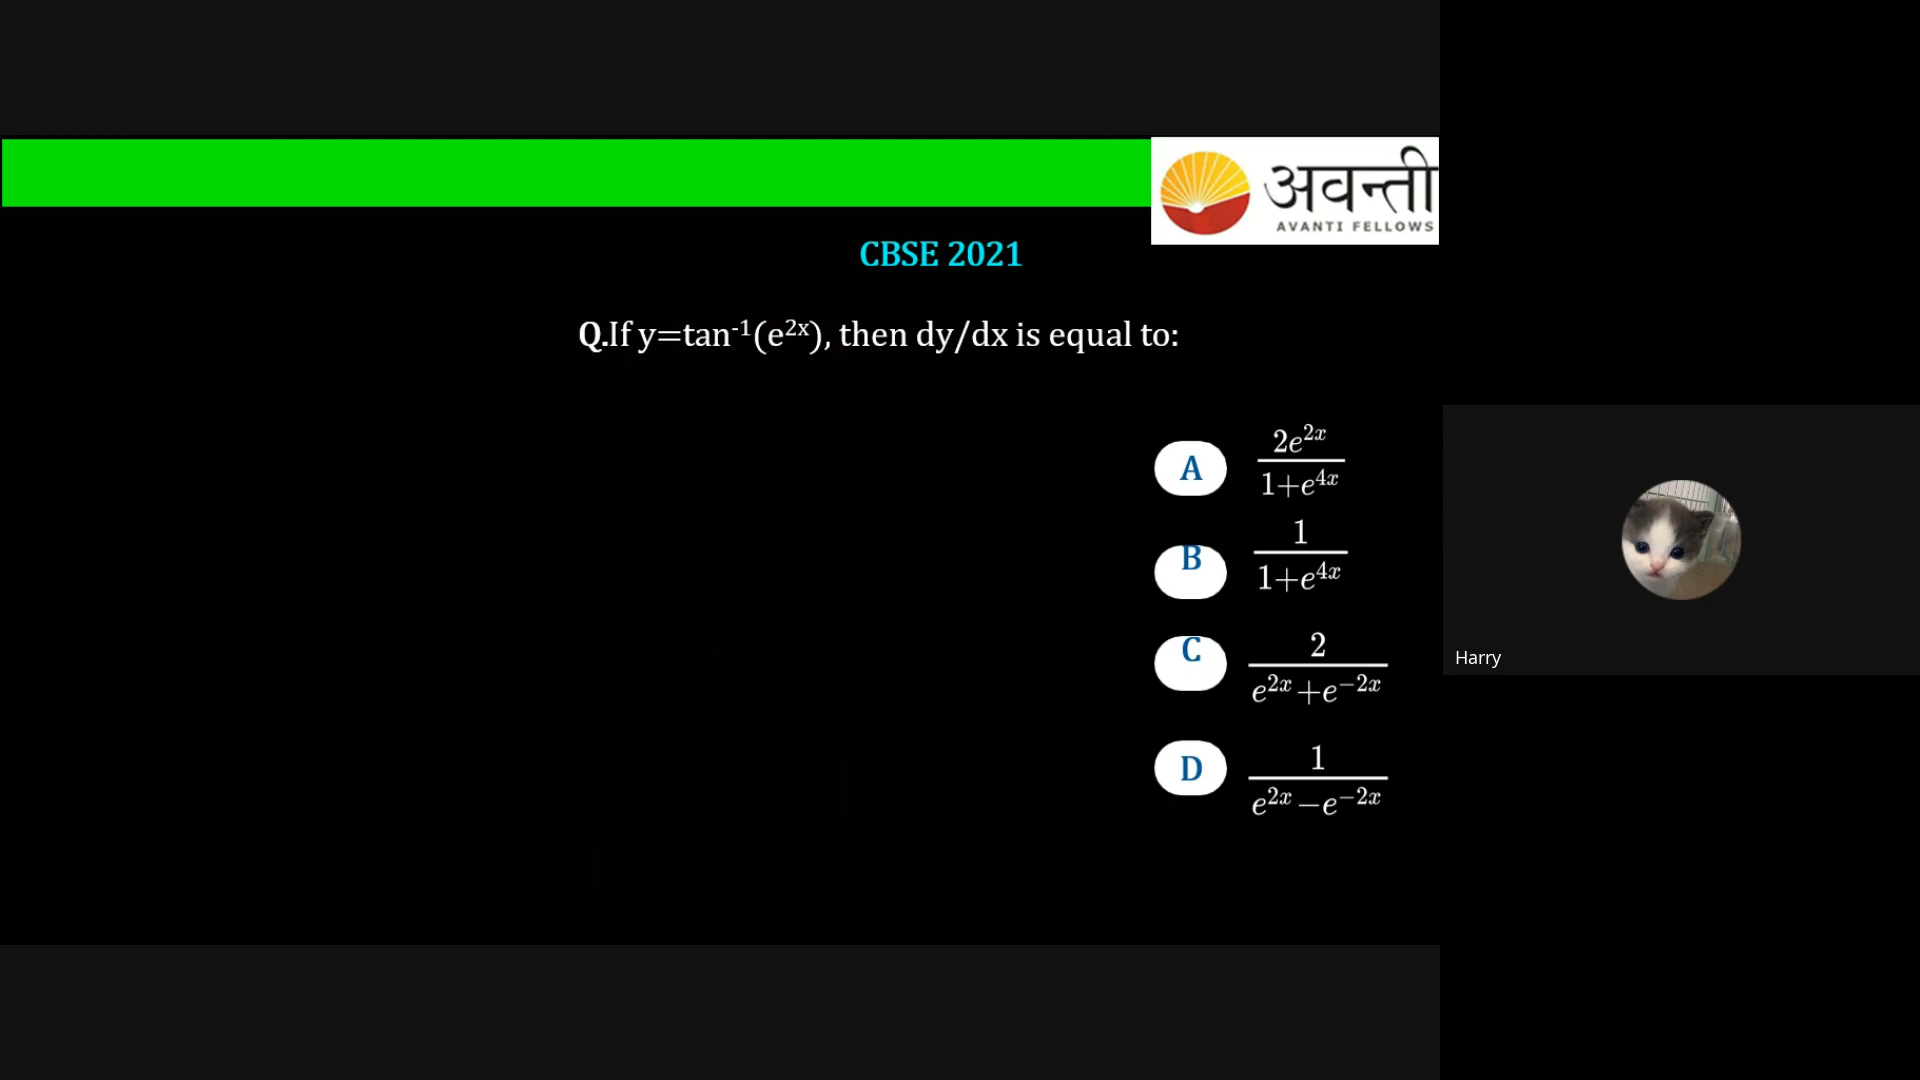 अवन्ती
AVANTI FELLOWS
CBSE 2021
Q.If y=tan⁻¹(e²ˣ), then dy/dx is equal to:
A 2e²ˣ/1+e⁴ˣ
B 1/1+e⁴ˣ
C 2/e²ˣ+e⁻²ˣ
D 1/e²ˣ−e⁻²ˣ
Harry